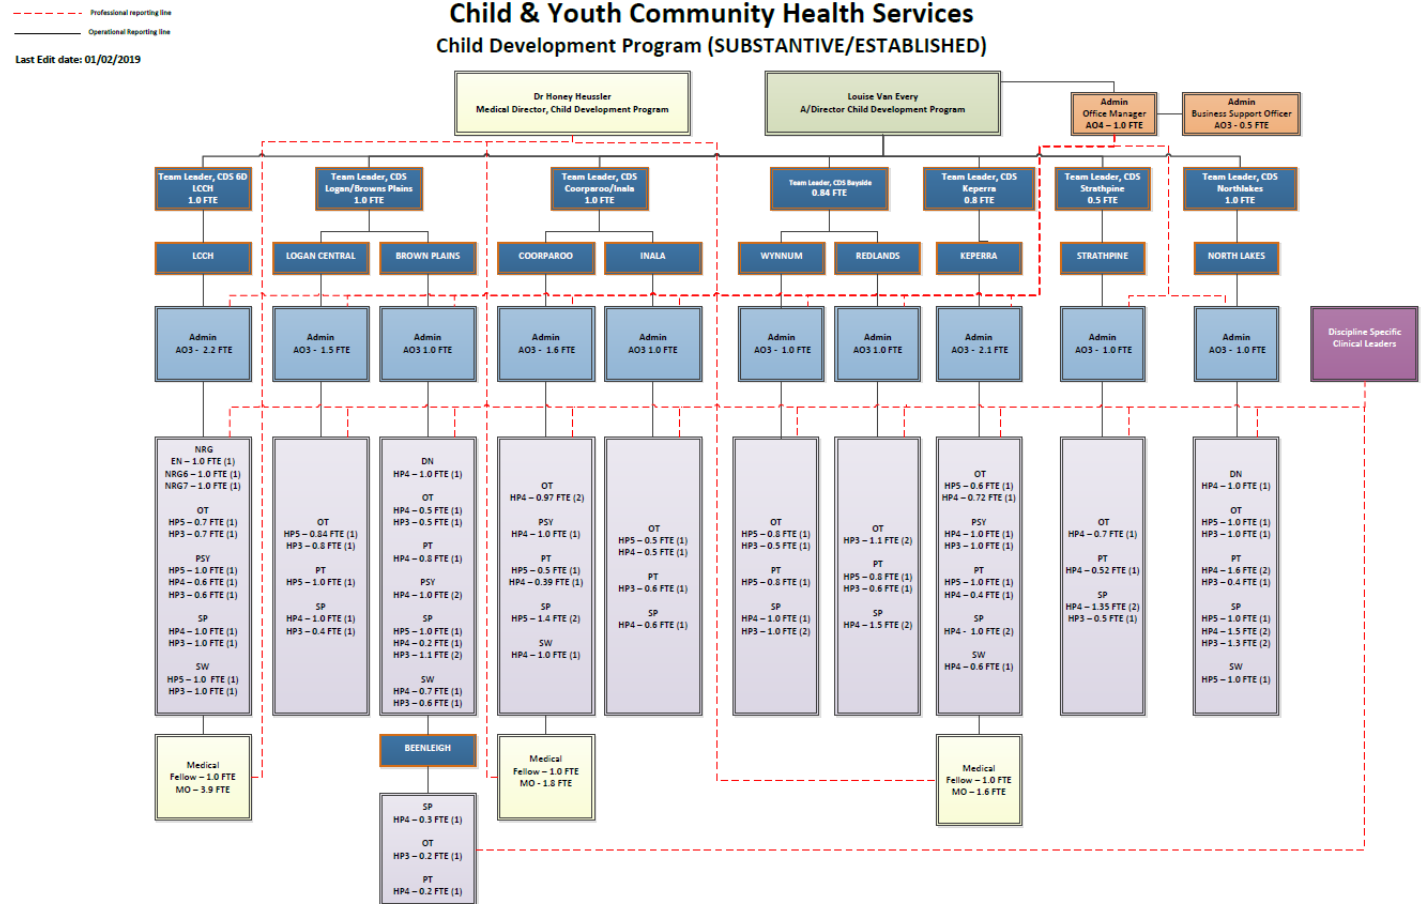 Professional reporting line
Operational Reporting line
Last Edit date: 01/02/2019
Child & Youth Community Health Services
Child Development Program (SUBSTANTIVE/ESTABLISHED)
Dr Honey Heussler
Medical Director, Child Development Program
Louise Van Every
A/Director Child Development Program
Admin
Office Manager
AO4 – 1.0 FTE
Admin
Business Support Officer
AO3 - 0.5 FTE
Team Leader, CDS 6D
LCCH
1.0 FTE
Team Leader, CDS
Logan/Browns Plains
1.0 FTE
Team Leader, CDS
Coorparoo/Inala
1.0 FTE
Team Leader, CDS Bayside
0.84 FTE
Team Leader, CDS
Keperra
0.8 FTE
Team Leader, CDS
Strathpine
0.5 FTE
Team Leader, CDS
Northlakes
1.0 FTE
LCCH
LOGAN CENTRAL
BROWN PLAINS
COORPAROO
INALA
WYNNUM
REDLANDS
KEPERRA
STRATHPINE
NORTH LAKES
Admin
AO3 - 2.2 FTE
Admin
AO3 - 1.5 FTE
Admin
AO3 1.0 FTE
Admin
AO3 - 1.6 FTE
Admin
AO3 1.0 FTE
Admin
AO3 - 1.0 FTE
Admin
AO3 1.0 FTE
Admin
AO3 - 2.1 FTE
Admin
AO3 - 1.0 FTE
Admin
AO3 - 1.0 FTE
Discipline Specific
Clinical Leaders
NRG
EN – 1.0 FTE (1)
NRG6 – 1.0 FTE (1)
NRG7 – 1.0 FTE (1)
OT
HP5 – 0.7 FTE (1)
HP3 – 0.7 FTE (1)
PSY
HP5 – 1.0 FTE (1)
HP4 – 0.6 FTE (1)
HP3 – 0.6 FTE (1)
SP
HP4 – 1.0 FTE (1)
HP3 – 1.0 FTE (1)
SW
HP5 – 1.0 FTE (1)
HP3 – 1.0 FTE (1)
OT
HP5 – 0.84 FTE (1)
HP3 – 0.8 FTE (1)
PT
HP5 – 1.0 FTE (1)
SP
HP4 – 1.0 FTE (1)
HP3 – 0.4 FTE (1)
DN
HP4 – 1.0 FTE (1)
OT
HP4 – 0.5 FTE (1)
HP3 – 0.5 FTE (1)
PT
HP4 – 0.8 FTE (1)
PSY
HP4 – 1.0 FTE (2)
SP
HP5 – 1.0 FTE (1)
HP4 – 0.2 FTE (1)
HP3 – 1.1 FTE (2)
SW
HP4 – 0.7 FTE (1)
HP3 – 0.6 FTE (1)
OT
HP4 – 0.97 FTE (2)
PSY
HP4 – 1.0 FTE (1)
PT
HP5 – 0.5 FTE (1)
HP4 – 0.39 FTE (1)
SP
HP5 – 1.4 FTE (2)
SW
HP4 – 1.0 FTE (1)
OT
HP5 – 0.5 FTE (1)
HP4 – 0.5 FTE (1)
PT
HP3 – 0.6 FTE (1)
SP
HP4 – 0.6 FTE (1)
OT
HP5 – 0.8 FTE (1)
HP3 – 0.5 FTE (1)
PT
HP5 – 0.8 FTE (1)
SP
HP4 – 1.0 FTE (1)
HP3 – 1.0 FTE (2)
OT
HP3 – 1.1 FTE (2)
PT
HP5 – 0.8 FTE (1)
HP3 – 0.6 FTE (1)
SP
HP4 – 1.5 FTE (2)
OT
HP5 – 0.6 FTE (1)
HP4 – 0.72 FTE (1)
PSY
HP4 – 1.0 FTE (1)
HP3 – 1.0 FTE (1)
PT
HP5 – 1.0 FTE (1)
HP4 – 0.4 FTE (1)
SP
HP4 - 1.0 FTE (2)
SW
HP4 – 0.6 FTE (1)
OT
HP4 – 0.7 FTE (1)
PT
HP4 – 0.52 FTE (1)
SP
HP4 – 1.35 FTE (2)
HP3 – 0.5 FTE (1)
DN
HP4 – 1.0 FTE (1)
OT
HP5 – 1.0 FTE (1)
HP3 – 1.0 FTE (1)
PT
HP4 – 1.6 FTE (2)
HP3 – 0.4 FTE (1)
SP
HP5 – 1.0 FTE (1)
HP4 – 1.5 FTE (2)
HP3 – 1.3 FTE (2)
SW
HP5 – 1.0 FTE (1)
Medical
Fellow – 1.0 FTE
MO – 3.9 FTE
BEENLEIGH
Medical
Fellow – 1.0 FTE
MO - 1.8 FTE
Medical
Fellow – 1.0 FTE
MO – 1.6 FTE
SP
HP4 – 0.3 FTE (1)
OT
HP3 – 0.2 FTE (1)
PT
HP4 – 0.2 FTE (1)